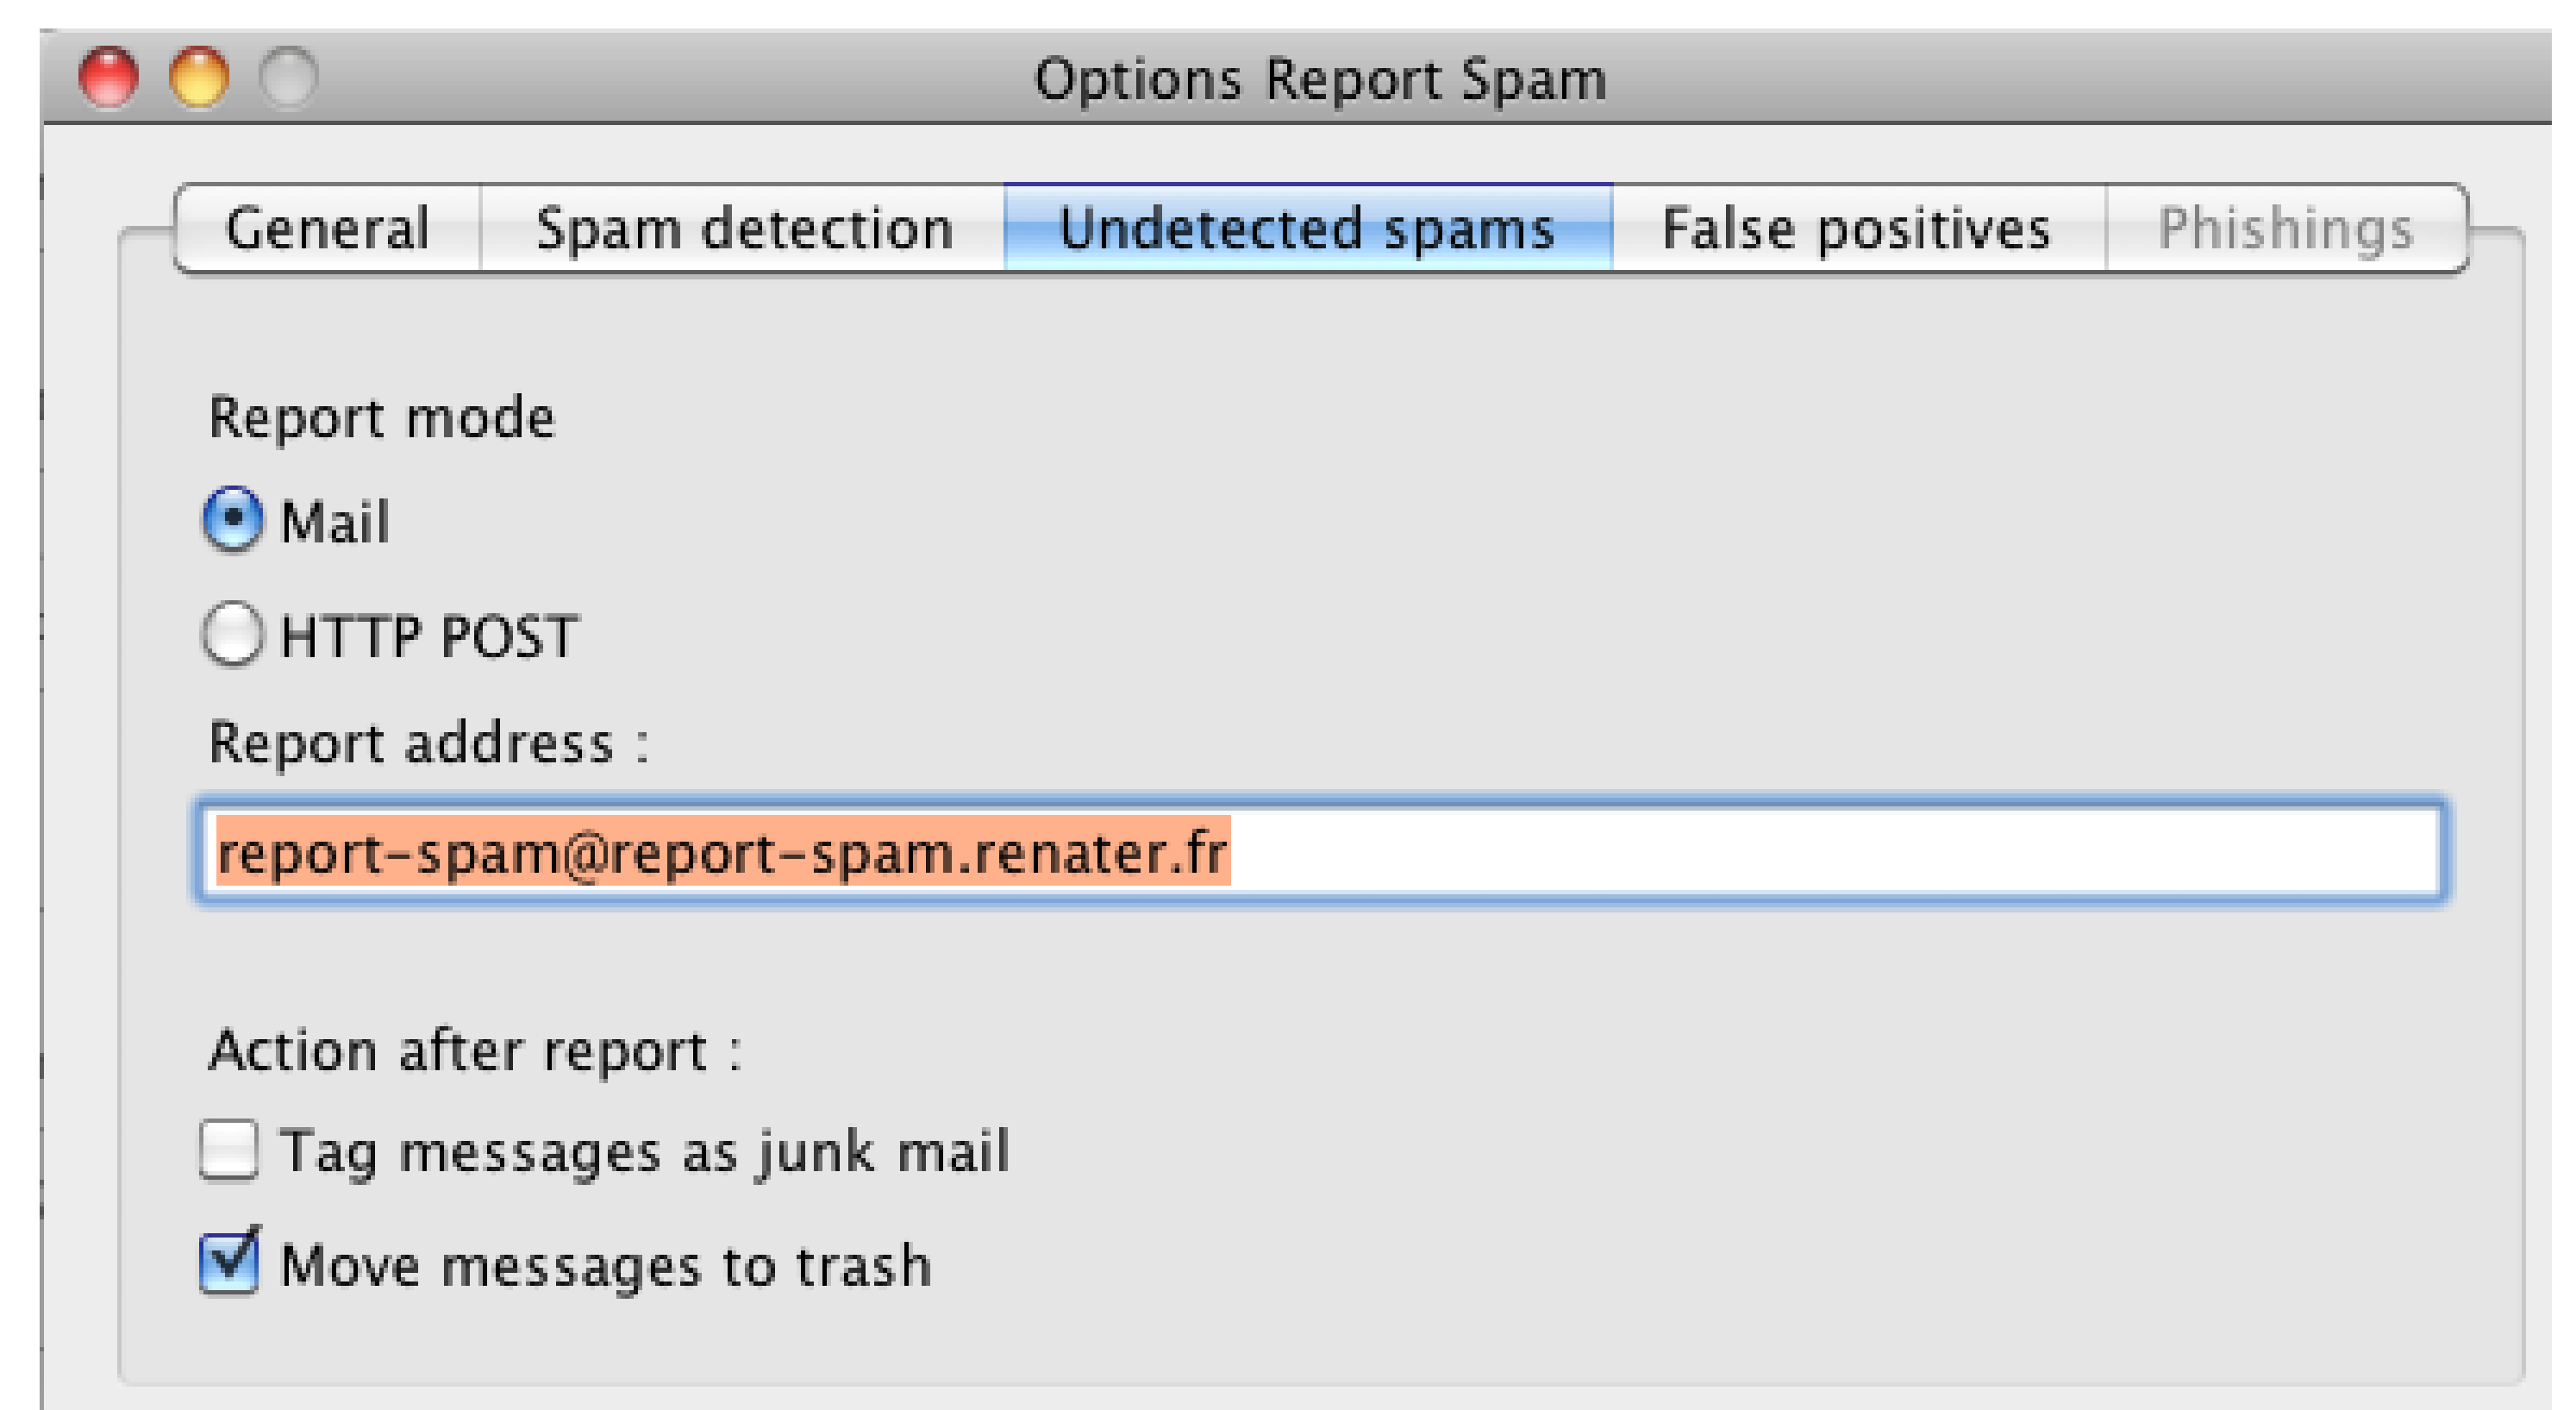 Options Report Spam
General Spam detection Undetected spams False positives Phishings
Report mode
Mail
HTTP POST
Report address :
report-spam@report-spam.renater.fr
Action after report :
Tag messages as junk mail
Move messages to trash